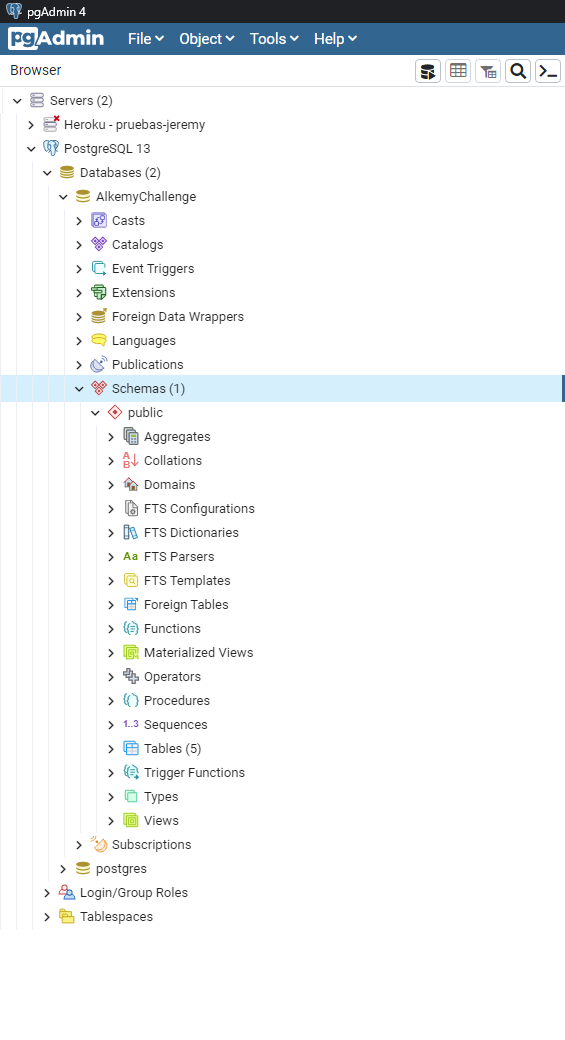 pgAdmin 4
pgAdmin File Object Tools Help
Browser
Servers (2)
Heroku - pruebas-jeremy
PostgreSQL 13
Databases (2)
AlkemyChallenge
Casts
Catalogs
Event Triggers
Extensions
Foreign Data Wrappers
Languages
Publications
Schemas (1)
public
Aggregates
Collations
Domains
FTS Configurations
FTS Dictionaries
Aa FTS Parsers
FTS Templates
Foreign Tables
Functions
Materialized Views
Operators
Procedures
1..3 Sequences
Tables (5)
Trigger Functions
Types
Views
Subscriptions
postgres
Login/Group Roles
Tablespaces